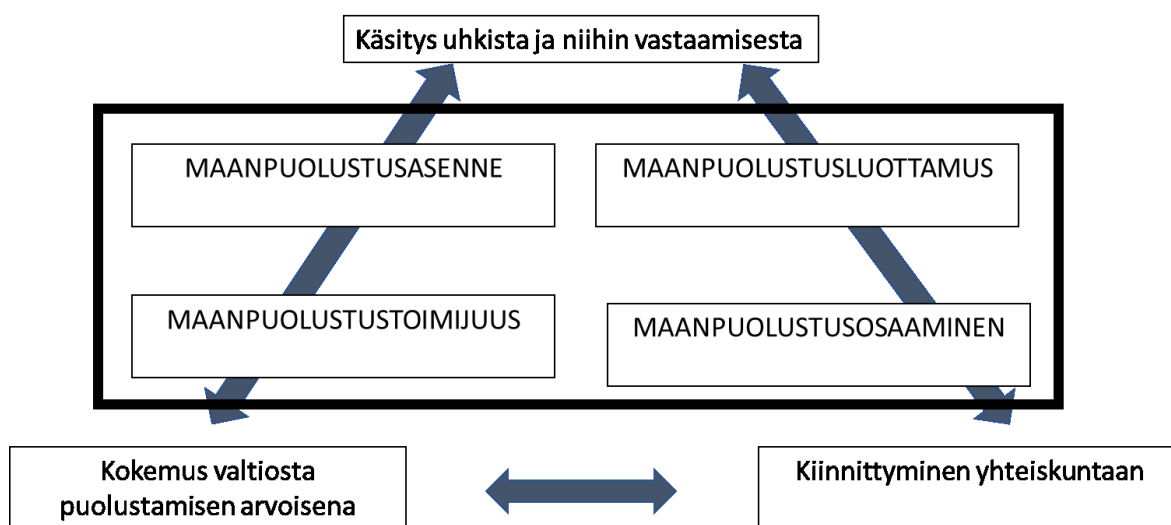 Käsitys uhkista ja niihin vastaamisesta
MAANPUOLUSTUSASENNE
MAANPUOLUSTUSLUOTTAMUS
MAANPUOLUSTUSTOIMIJUUS
MAANPUOLUSTUSOSAAMINEN
Kokemus valtiosta
puolustamisen arvoisena
Kiinnittyminen yhteiskuntaan